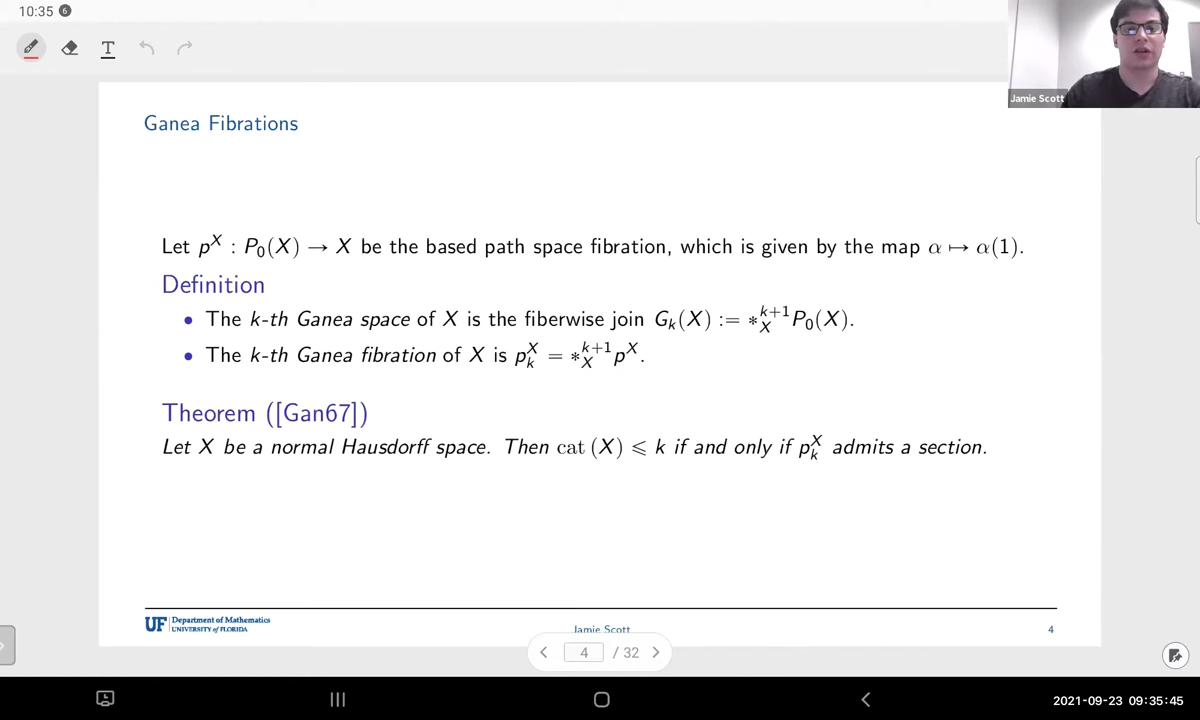 10:35 6
T
Jamie Scott
Ganea Fibrations
Let p^X : P_0(X) → X be the based path space fibration, which is given by the map α ↦ α(1).
Definition
• The k-th Ganea space of X is the fiberwise join G_k(X) := *_X^{k+1} P_0(X).
• The k-th Ganea fibration of X is p_k^X = *_X^{k+1} p^X.
Theorem ([Gan67])
Let X be a normal Hausdorff space. Then cat (X) ⩽ k if and only if p_k^X admits a section.
UF Department of Mathematics
UNIVERSITY of FLORIDA
Jamie Scott
4
4 / 32
2021-09-23 09:35:45